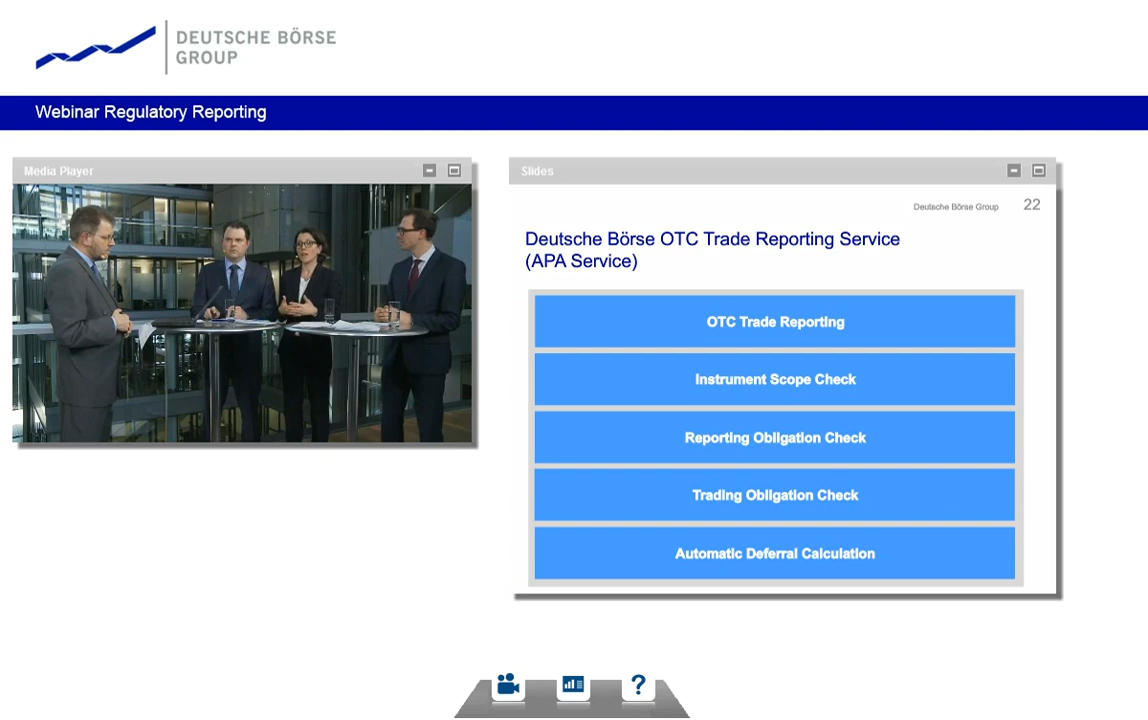 DEUTSCHE BÖRSE
GROUP
Webinar Regulatory Reporting
Media Player
Slides
Deutsche Börse Group 22
Deutsche Börse OTC Trade Reporting Service
(APA Service)
OTC Trade Reporting
Instrument Scope Check
Reporting Obligation Check
Trading Obligation Check
Automatic Deferral Calculation
?